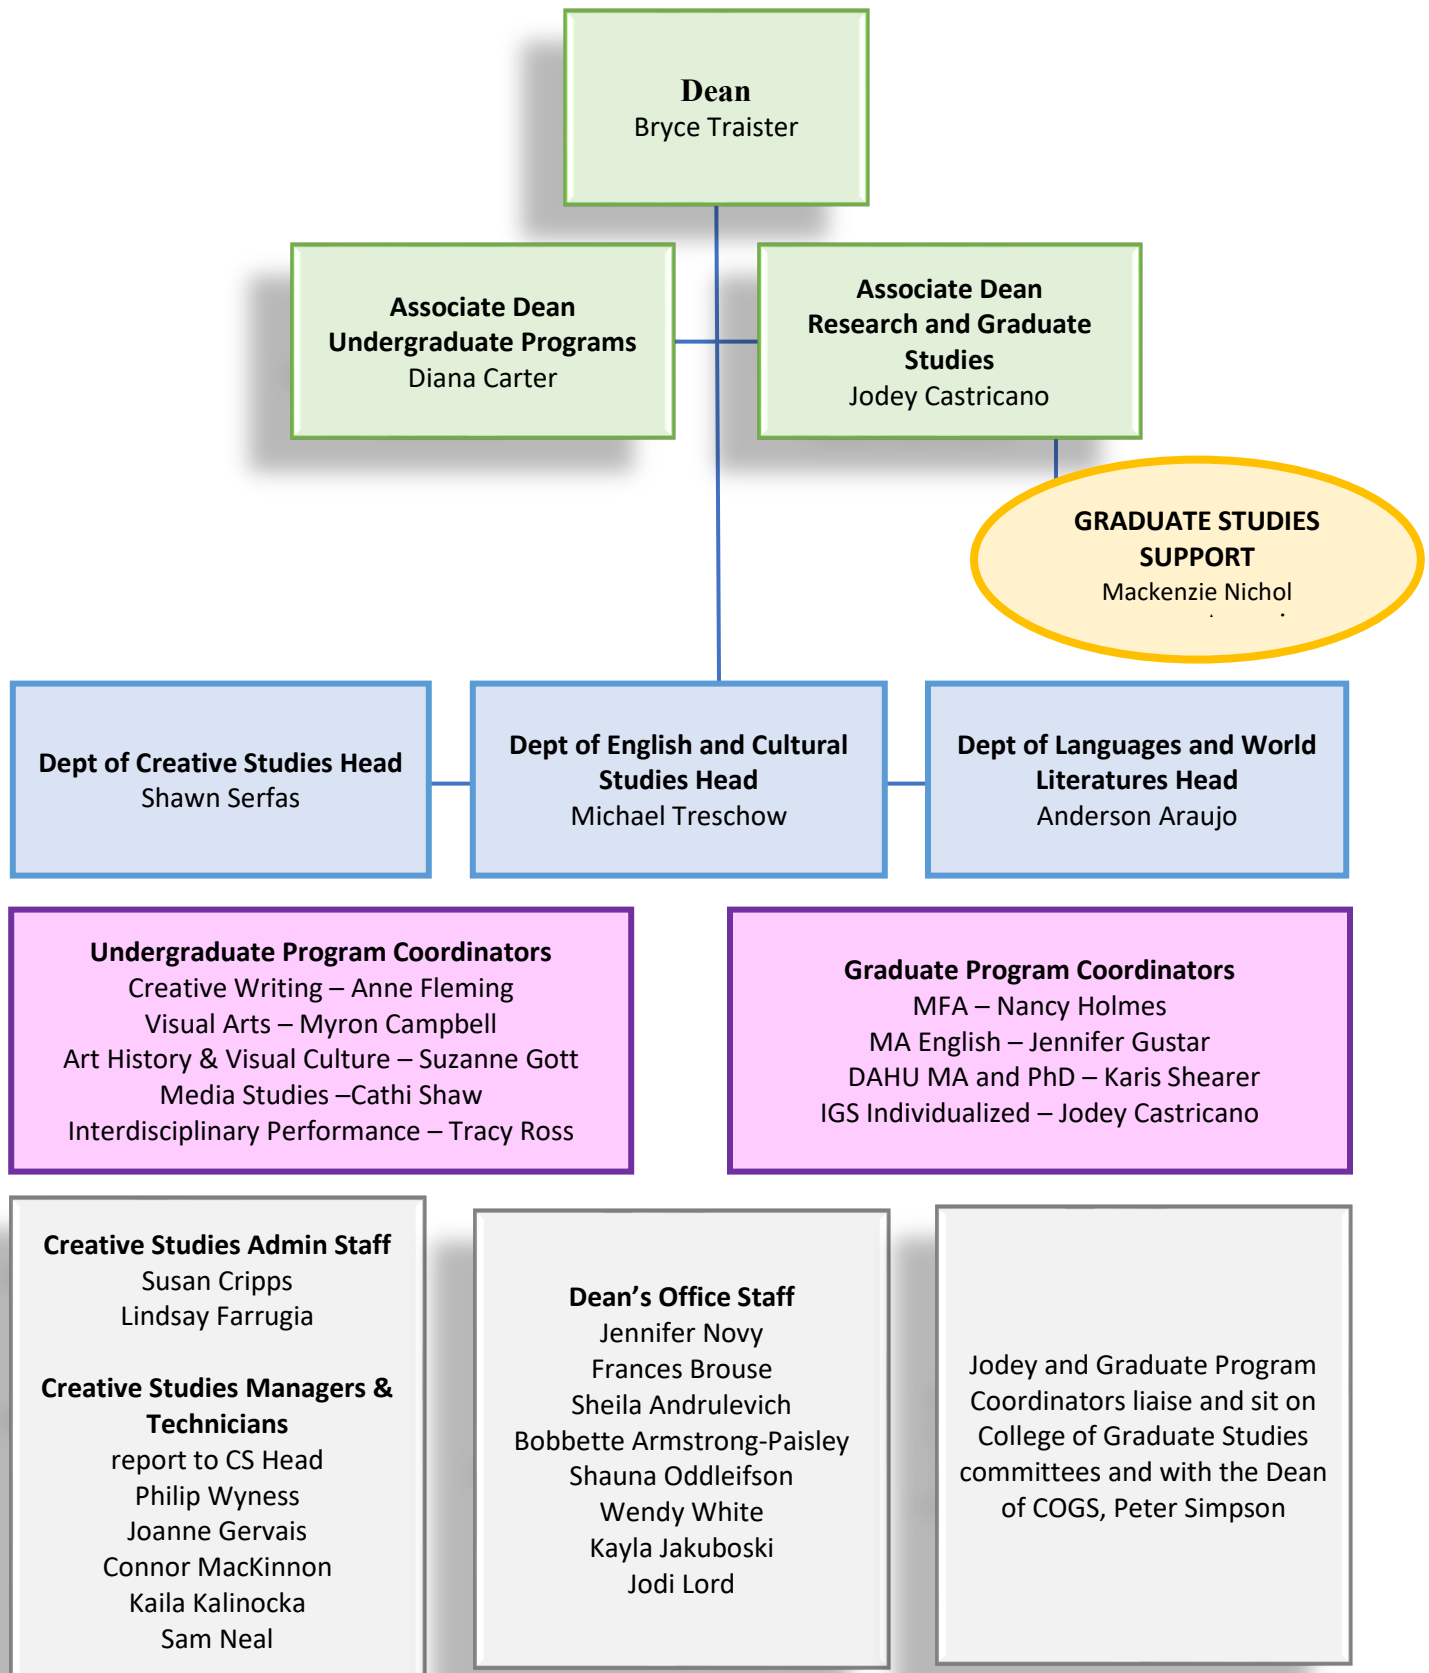 Dean
Bryce Traister
Associate Dean
Undergraduate Programs
Diana Carter
Associate Dean
Research and Graduate
Studies
Jodey Castricano
GRADUATE STUDIES
SUPPORT
Mackenzie Nichol
Dept of Creative Studies Head
Shawn Serfas
Dept of English and Cultural
Studies Head
Michael Treschow
Dept of Languages and World
Literatures Head
Anderson Araujo
Undergraduate Program Coordinators
Creative Writing – Anne Fleming
Visual Arts – Myron Campbell
Art History & Visual Culture – Suzanne Gott
Media Studies –Cathi Shaw
Interdisciplinary Performance – Tracy Ross
Graduate Program Coordinators
MFA – Nancy Holmes
MA English – Jennifer Gustar
DAHU MA and PhD – Karis Shearer
IGS Individualized – Jodey Castricano
Creative Studies Admin Staff
Susan Cripps
Lindsay Farrugia
Creative Studies Managers &
Technicians
report to CS Head
Philip Wyness
Joanne Gervais
Connor MacKinnon
Kaila Kalinocka
Sam Neal
Dean’s Office Staff
Jennifer Novy
Frances Brouse
Sheila Andrulevich
Bobbette Armstrong-Paisley
Shauna Oddleifson
Wendy White
Kayla Jakuboski
Jodi Lord
Jodey and Graduate Program
Coordinators liaise and sit on
College of Graduate Studies
committees and with the Dean
of COGS, Peter Simpson